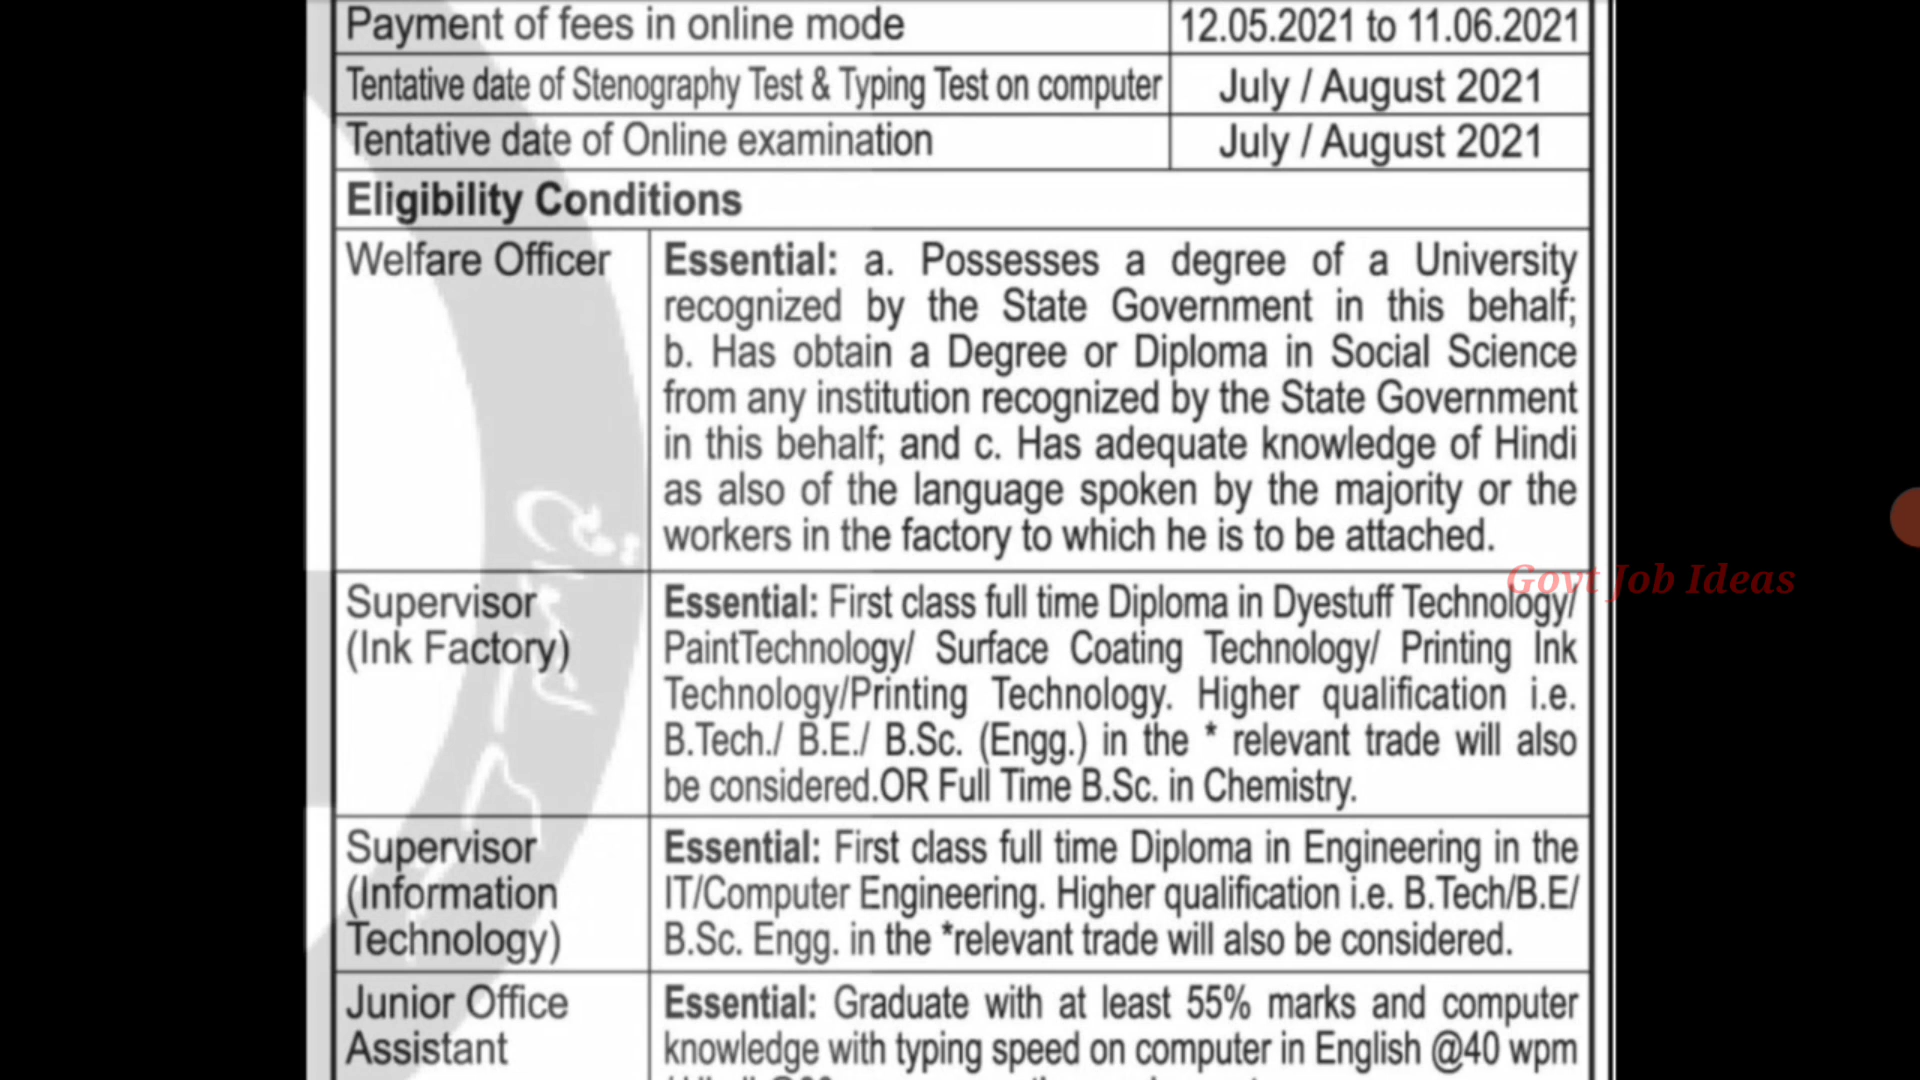 Payment of fees in online mode 12.05.2021 to 11.06.2021
Tentative date of Stenography Test & Typing Test on computer July / August 2021
Tentative date of Online examination July / August 2021
Eligibility Conditions
Welfare Officer
Essential: a. Possesses a degree of a University
recognized by the State Government in this behalf;
b. Has obtain a Degree or Diploma in Social Science
from any institution recognized by the State Government
in this behalf; and c. Has adequate knowledge of Hindi
as also of the language spoken by the majority or the
workers in the factory to which he is to be attached.
Govt Job Ideas
Supervisor
(Ink Factory)
Essential: First class full time Diploma in Dyestuff Technology/
PaintTechnology/ Surface Coating Technology/ Printing Ink
Technology/Printing Technology. Higher qualification i.e.
B.Tech./ B.E./ B.Sc. (Engg.) in the * relevant trade will also
be considered.OR Full Time B.Sc. in Chemistry.
Supervisor
(Information
Technology)
Essential: First class full time Diploma in Engineering in the
IT/Computer Engineering. Higher qualification i.e. B.Tech/B.E/
B.Sc. Engg. in the *relevant trade will also be considered.
Junior Office
Assistant
Essential: Graduate with at least 55% marks and computer
knowledge with typing speed on computer in English @40 wpm